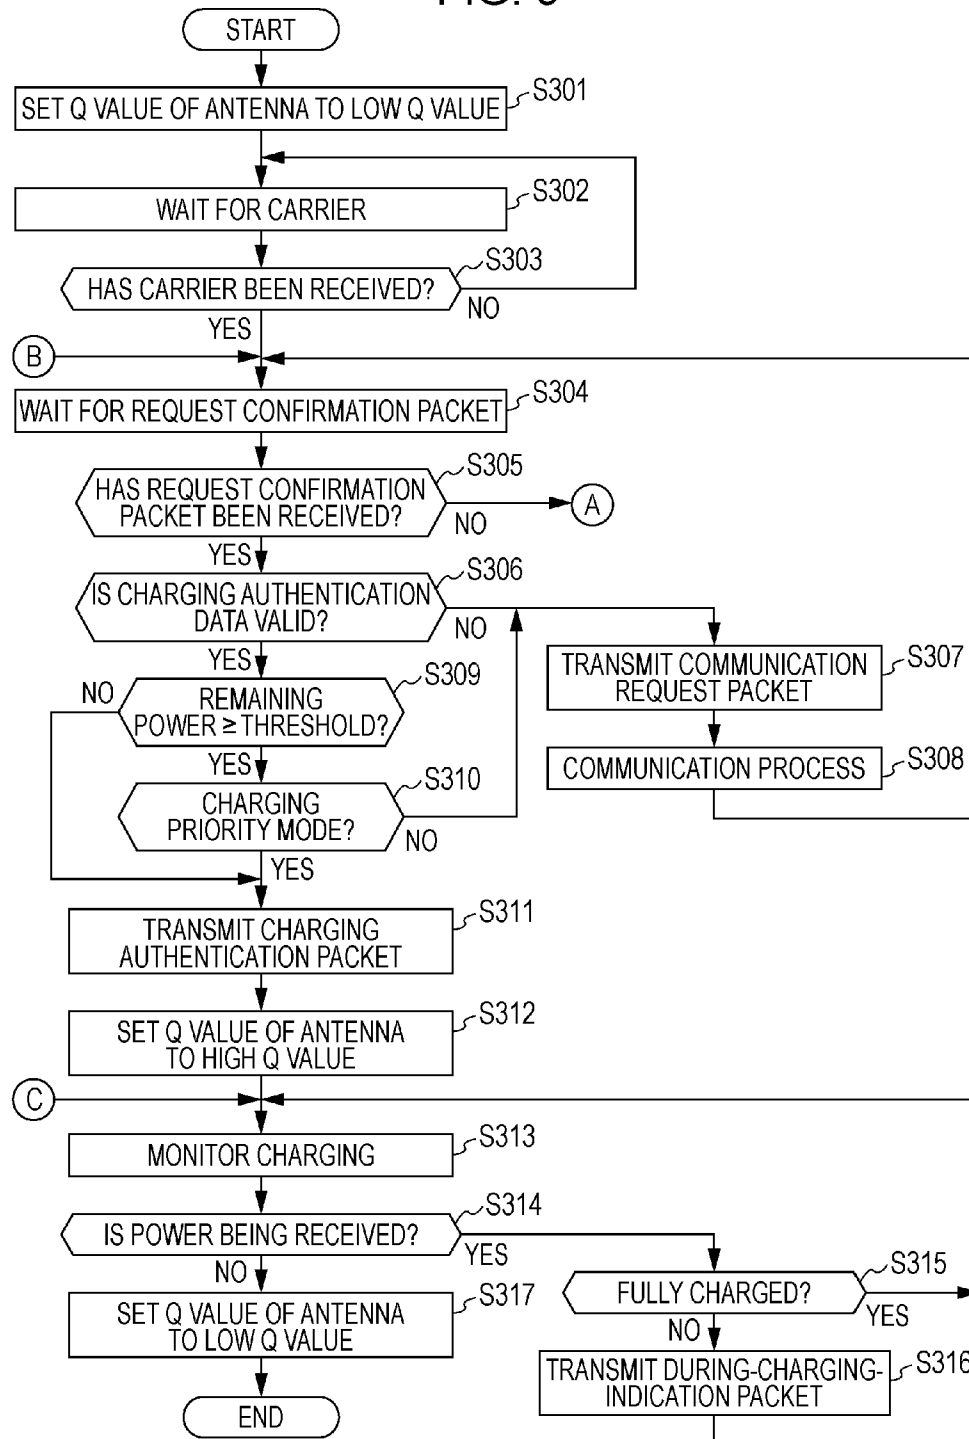 START
SET Q VALUE OF ANTENNA TO LOW Q VALUE
S301
WAIT FOR CARRIER
S302
HAS CARRIER BEEN RECEIVED?
S303
NO
YES
B
WAIT FOR REQUEST CONFIRMATION PACKET
S304
HAS REQUEST CONFIRMATION
PACKET BEEN RECEIVED?
S305
NO
A
YES
IS CHARGING AUTHENTICATION
DATA VALID?
S306
NO
YES
TRANSMIT COMMUNICATION
REQUEST PACKET
S307
COMMUNICATION PROCESS
S308
REMAINING
POWER ≥ THRESHOLD?
S309
NO
YES
CHARGING
PRIORITY MODE?
S310
NO
YES
TRANSMIT CHARGING
AUTHENTICATION PACKET
S311
SET Q VALUE OF ANTENNA
TO HIGH Q VALUE
S312
C
MONITOR CHARGING
S313
IS POWER BEING RECEIVED?
S314
YES
NO
FULLY CHARGED?
S315
YES
NO
SET Q VALUE OF ANTENNA
TO LOW Q VALUE
S317
TRANSMIT DURING-CHARGING-
INDICATION PACKET
S316
END